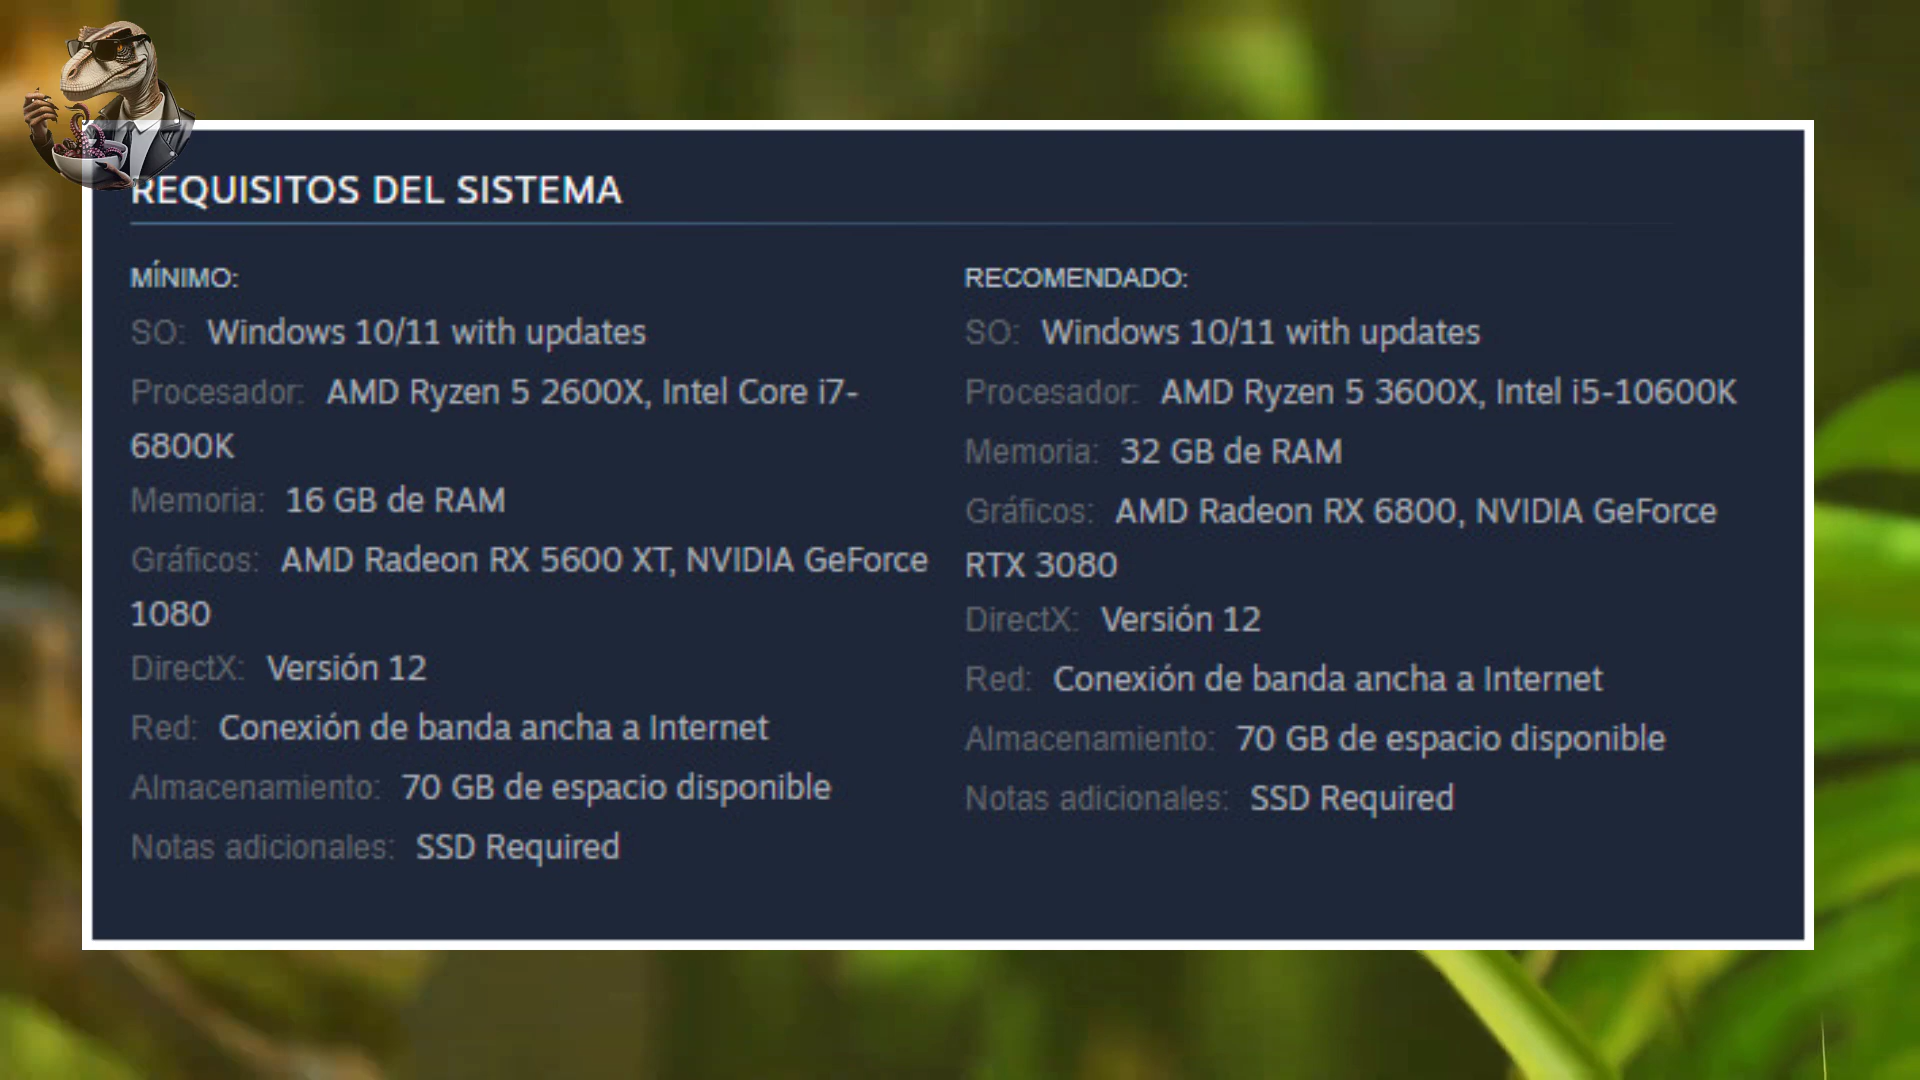 REQUISITOS DEL SISTEMA
MÍNIMO:
SO: Windows 10/11 with updates
Procesador: AMD Ryzen 5 2600X, Intel Core i7-
6800K
Memoria: 16 GB de RAM
Gráficos: AMD Radeon RX 5600 XT, NVIDIA GeForce
1080
DirectX: Versión 12
Red: Conexión de banda ancha a Internet
Almacenamiento: 70 GB de espacio disponible
Notas adicionales: SSD Required
RECOMENDADO:
SO: Windows 10/11 with updates
Procesador: AMD Ryzen 5 3600X, Intel i5-10600K
Memoria: 32 GB de RAM
Gráficos: AMD Radeon RX 6800, NVIDIA GeForce
RTX 3080
DirectX: Versión 12
Red: Conexión de banda ancha a Internet
Almacenamiento: 70 GB de espacio disponible
Notas adicionales: SSD Required